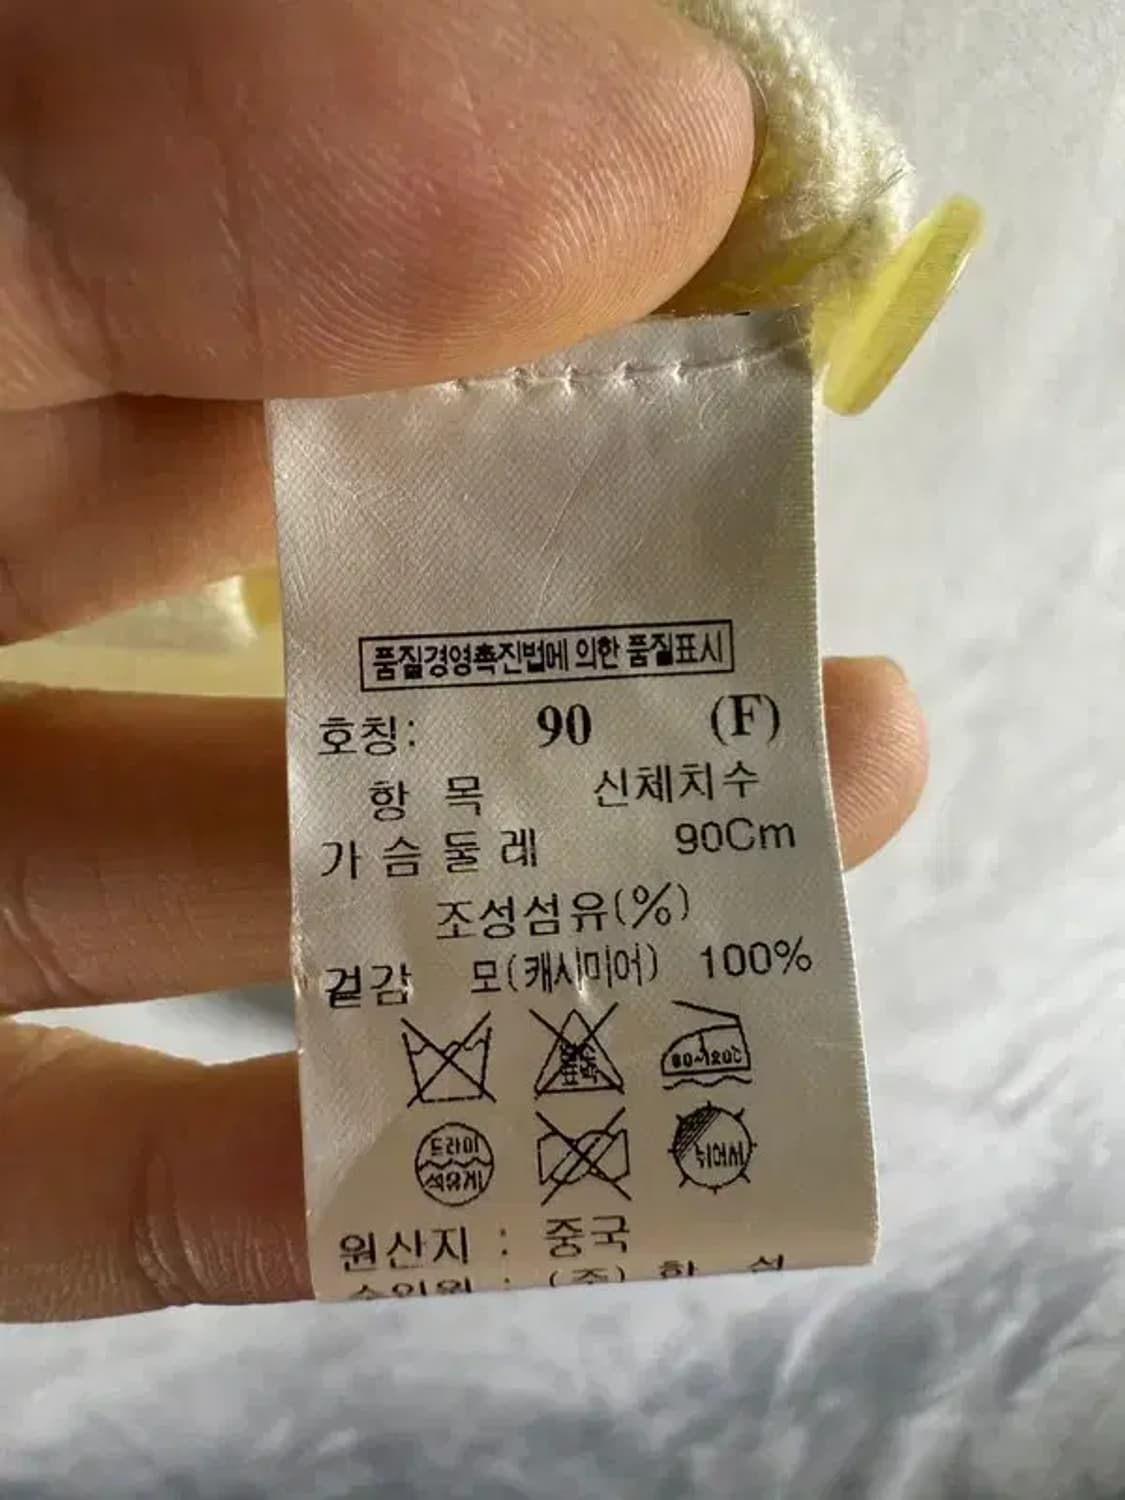 품질경영촉진법에 의한 품질표시
호칭: 90 (F)
항 목 신체치수
가 슴 둘 레 90Cm
조성섬유(%)
겉감 모(캐시미어) 100%
80~120℃
드라이
석유계
뉘어서
원산지 : 중국